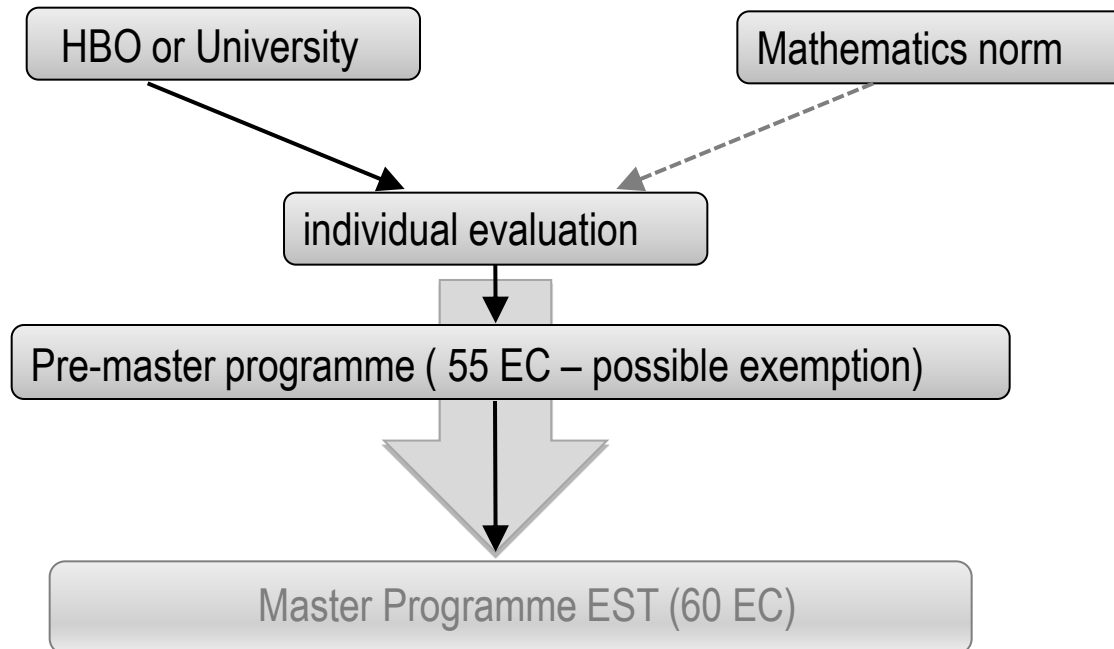 HBO or University
Mathematics norm
individual evaluation
Pre-master programme ( 55 EC – possible exemption)
Master Programme EST (60 EC)